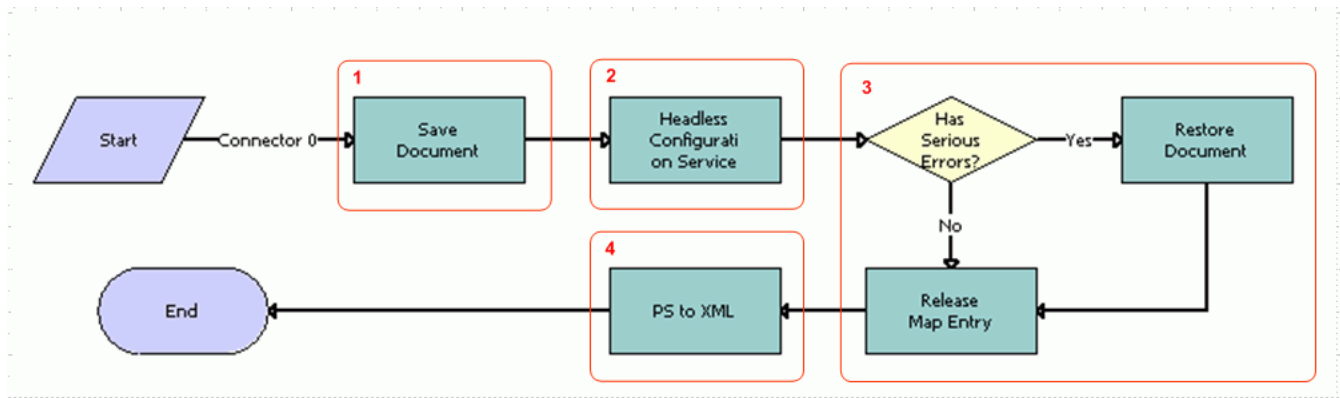 1
2
3
Start
Connector 0
Save
Document
Headless
Configurati
on Service
Has
Serious
Errors?
Yes
Restore
Document
No
4
End
PS to XML
Release
Map Entry